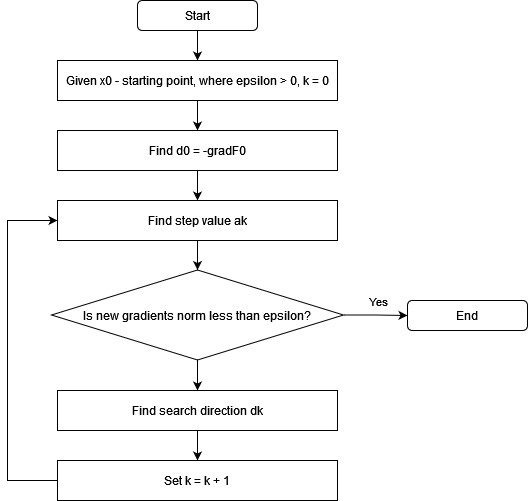 Start
Given x0 - starting point, where epsilon > 0, k = 0
Find d0 = -gradF0
Find step value ak
Is new gradients norm less than epsilon?
Yes
End
Find search direction dk
Set k = k + 1